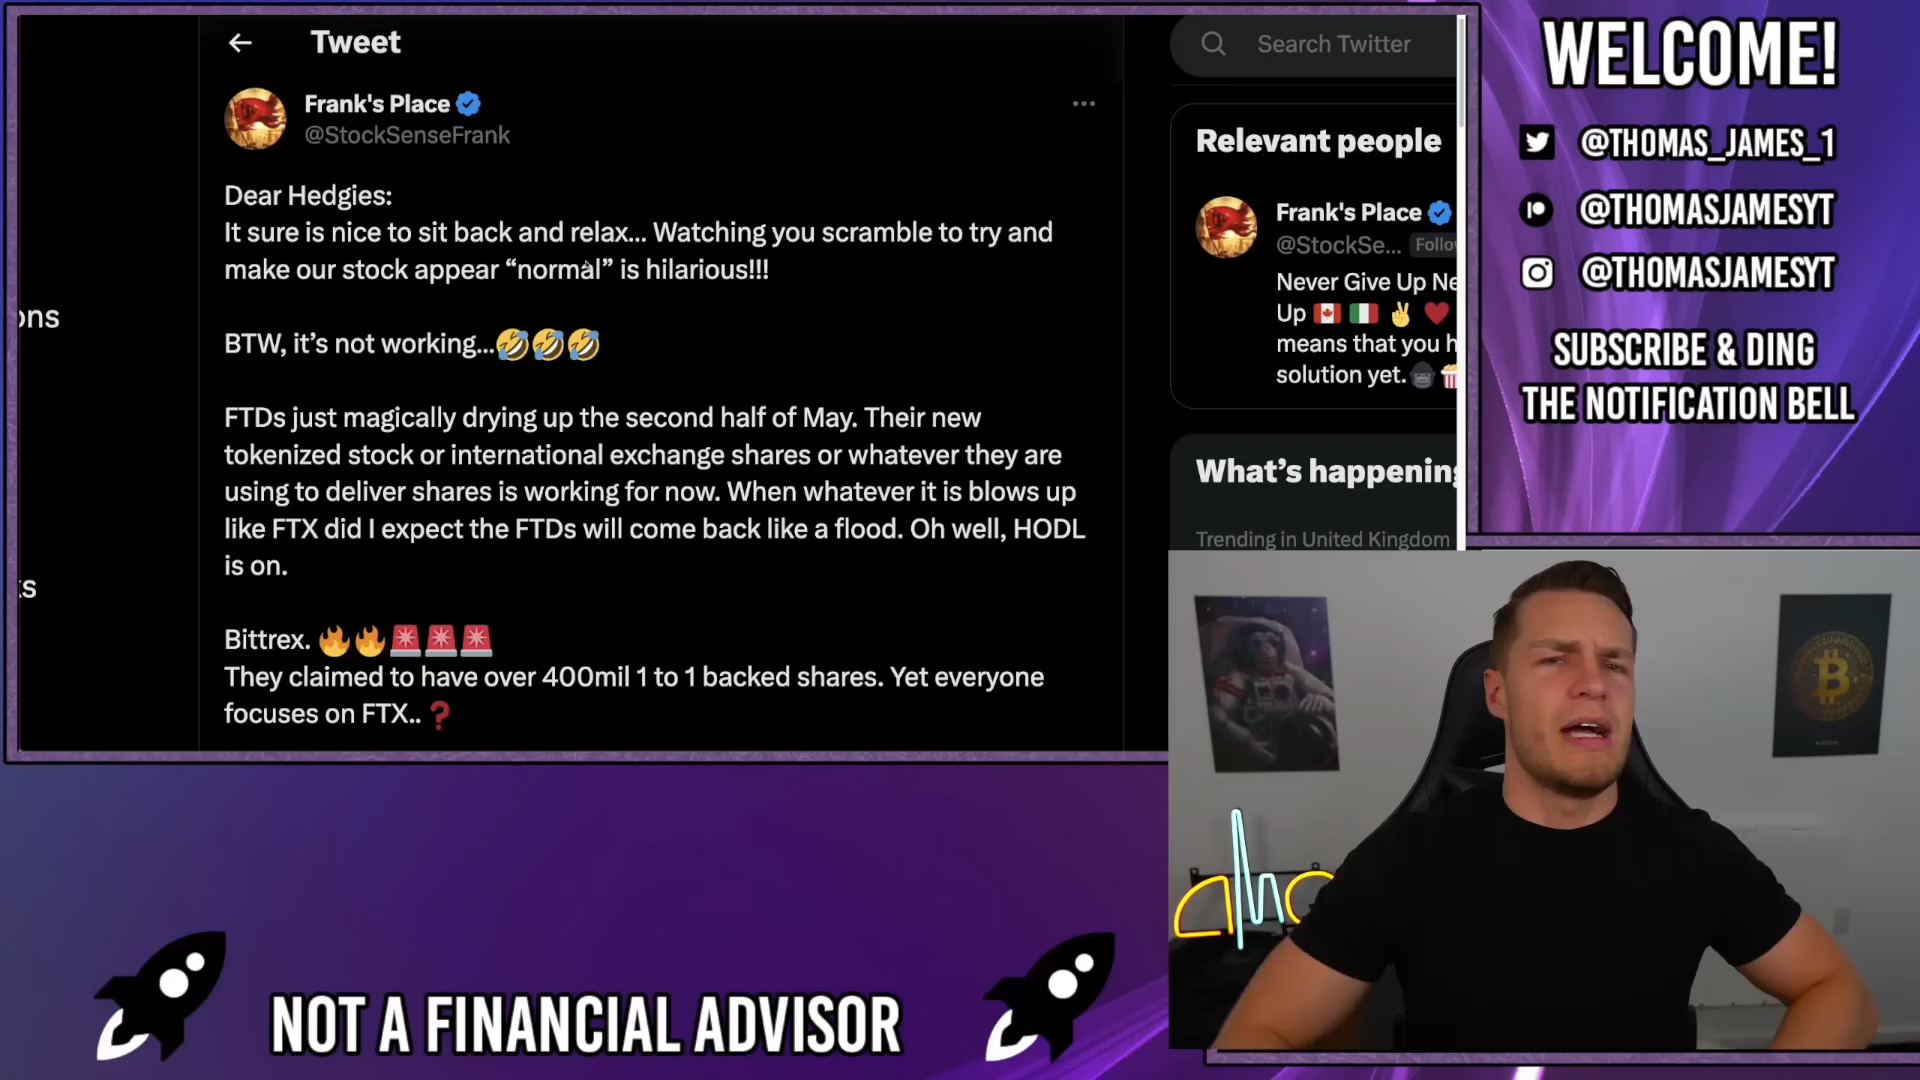 Tweet
Search Twitter
Frank's Place
@StockSenseFrank
Dear Hedgies:
It sure is nice to sit back and relax... Watching you scramble to try and
make our stock appear “normal” is hilarious!!!
BTW, it’s not working...🤣🤣🤣
FTDs just magically drying up the second half of May. Their new
tokenized stock or international exchange shares or whatever they are
using to deliver shares is working for now. When whatever it is blows up
like FTX did I expect the FTDs will come back like a flood. Oh well, HODL
is on.
Bittrex. 🔥🔥🚨🚨🚨
They claimed to have over 400mil 1 to 1 backed shares. Yet everyone
focuses on FTX.. ❓
ons
ks
Relevant people
Frank's Place
@StockSe... Follo
Never Give Up Ne
Up 🇨🇦 🇮🇹 ✌️ ❤️
means that you h
solution yet.🦍🍿
What’s happening
Trending in United Kingdom
WELCOME!
@THOMAS_JAMES_1
@THOMASJAMESYT
@THOMASJAMESYT
SUBSCRIBE & DING
THE NOTIFICATION BELL
NOT A FINANCIAL ADVISOR